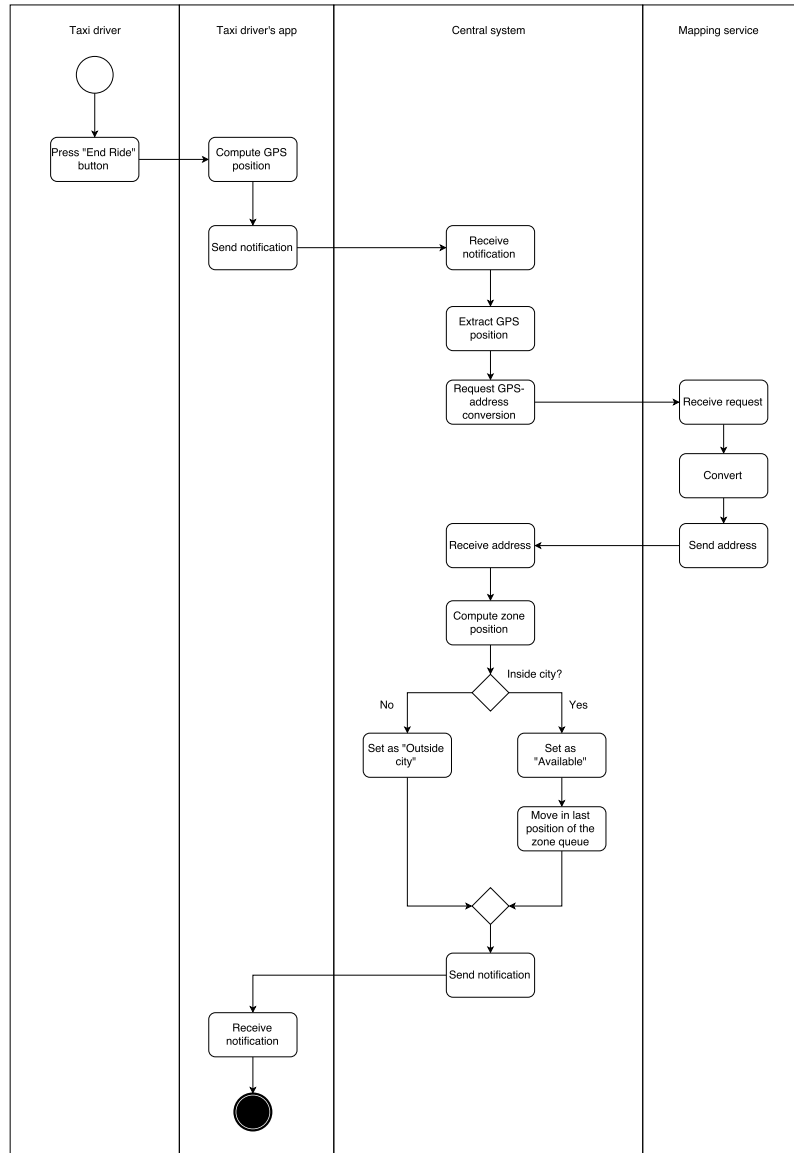 Taxi driver
Taxi driver's app
Central system
Mapping service
Press "End Ride"
button
Compute GPS
position
Send notification
Receive
notification
Extract GPS
position
Request GPS-
address
conversion
Receive request
Convert
Receive address
Send address
Compute zone
position
Inside city?
No
Yes
Set as "Outside
city"
Set as
"Available"
Move in last
position of the
zone queue
Send notification
Receive
notification